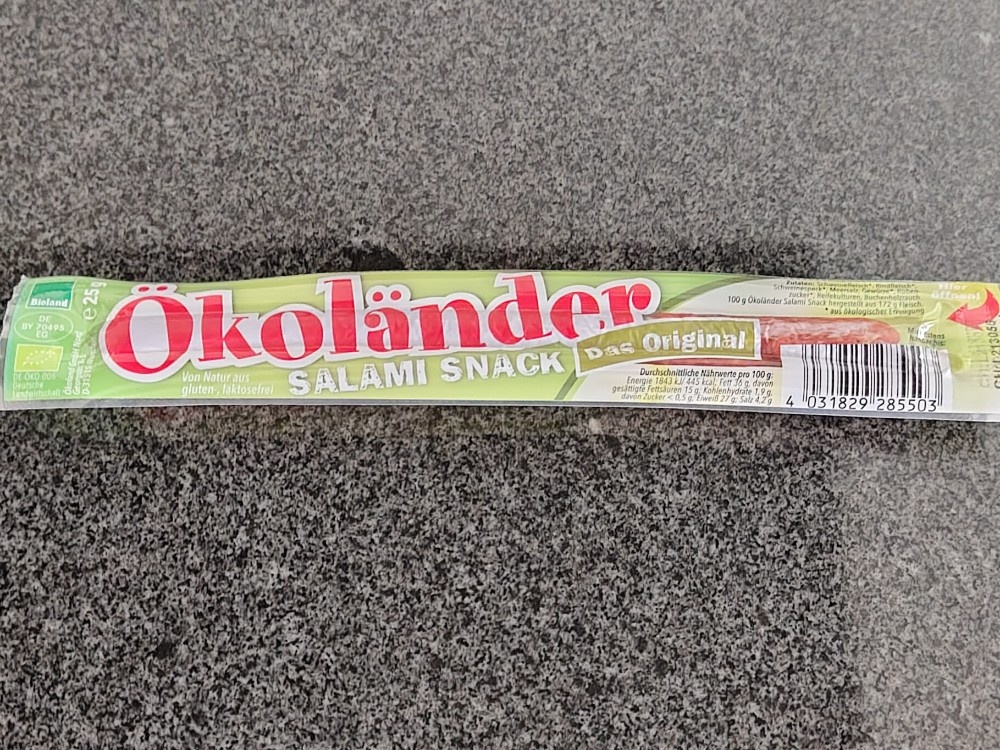 Bioland
DE
BY 70495
EG
DE-ÖKO-006
Deutsche
Landwirtschaft
e 25 g
Ökoländer
SALAMI SNACK
Das Original
Von Natur aus
gluten-, laktosefrei
Zutaten: Schweinefleisch*, Rindfleisch*,
Schweinespeck*, Meersalz, Gewürze*, Rohrohr-
zucker*, Reifekulturen, Buchenholzrauch.
100 g Ökoländer Salami Snack hergestellt aus 172 g Fleisch.
* aus ökologischer Erzeugung
Durchschnittliche Nährwerte pro 100 g:
Energie 1843 kJ/ 445 kcal, Fett 36 g, davon
gesättigte Fettsäuren 15 g; Kohlenhydrate 1,9 g,
davon Zucker < 0,5 g; Eiweiß 27 g; Salz 4,2 g
4 031829 285503
Hier
öffnen!